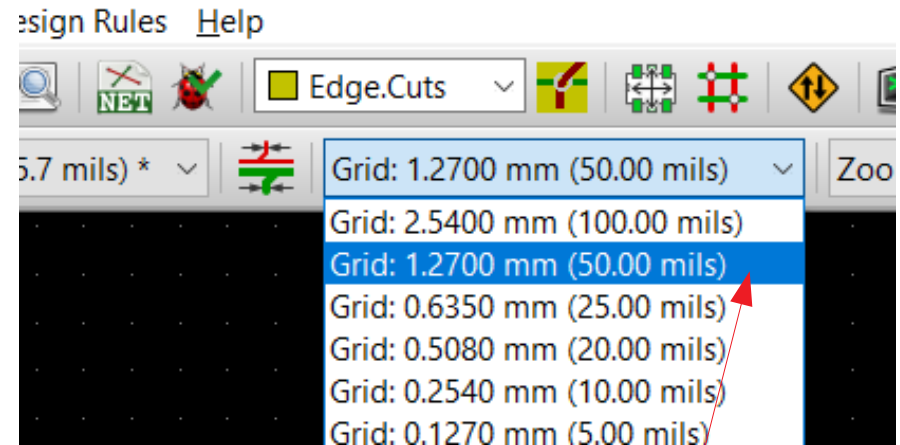 esign Rules Help
NET
Edge.Cuts
5.7 mils) * Grid: 1.2700 mm (50.00 mils) Zoo
Grid: 2.5400 mm (100.00 mils)
Grid: 1.2700 mm (50.00 mils)
Grid: 0.6350 mm (25.00 mils)
Grid: 0.5080 mm (20.00 mils)
Grid: 0.2540 mm (10.00 mils)
Grid: 0.1270 mm (5.00 mils)